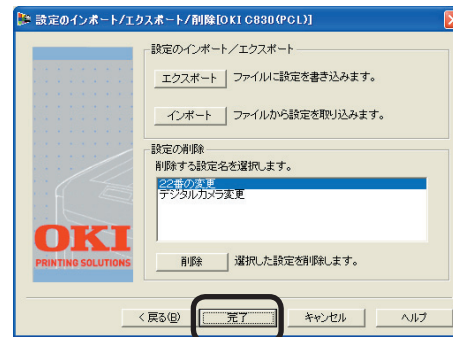 設定のインポート/エクスポート/削除[OKI C830(PCL)]
設定のインポート／エクスポート
エクスポート ファイルに設定を書き込みます。
インポート ファイルから設定を取り込みます。
設定の削除
削除する設定名を選択します。
22番の変更
デジタルカメラ変更
OKI
PRINTING SOLUTIONS
削除 選択した設定を削除します。
< 戻る(B) 完了 キャンセル ヘルプ